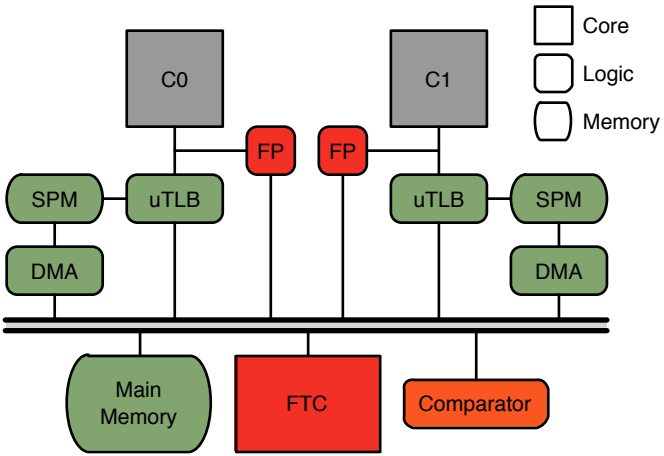 C0
C1
Core
Logic
Memory
FP
FP
SPM
uTLB
uTLB
SPM
DMA
DMA
Main
Memory
FTC
Comparator